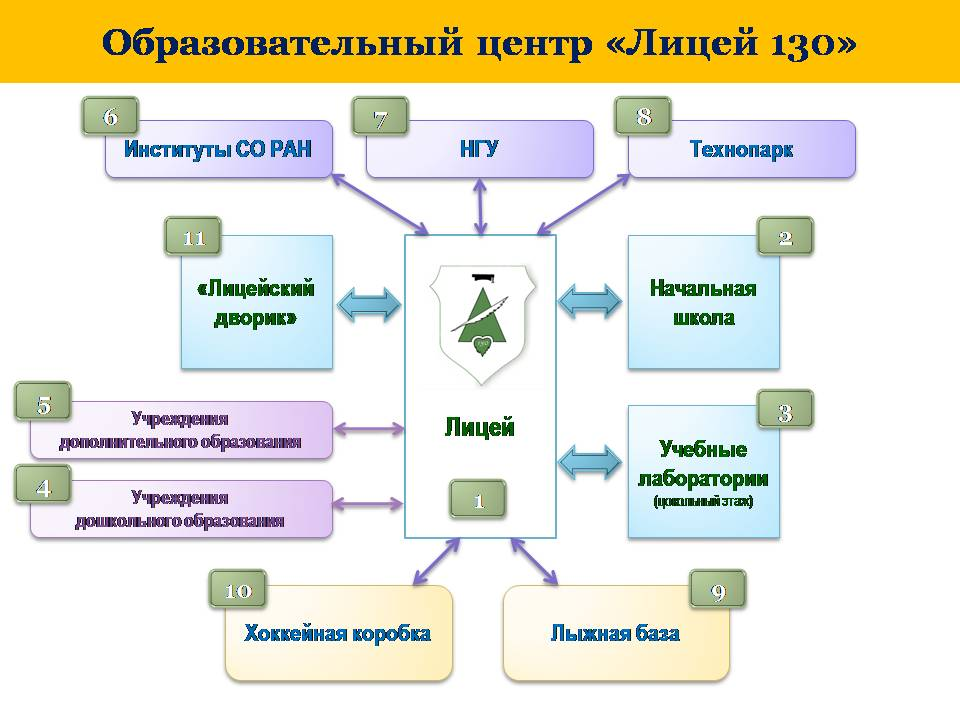 Образовательный центр «Лицей 130»
6
Институты СО РАН
7
НГУ
8
Технопарк
11
«Лицейский
дворик»
130
2
Начальная
школа
5
Учреждения
дополнительного образования
Лицей
3
Учебные
лаборатории
(цокольный этаж)
4
Учреждения
дошкольного образования
1
10
Хоккейная коробка
9
Лыжная база